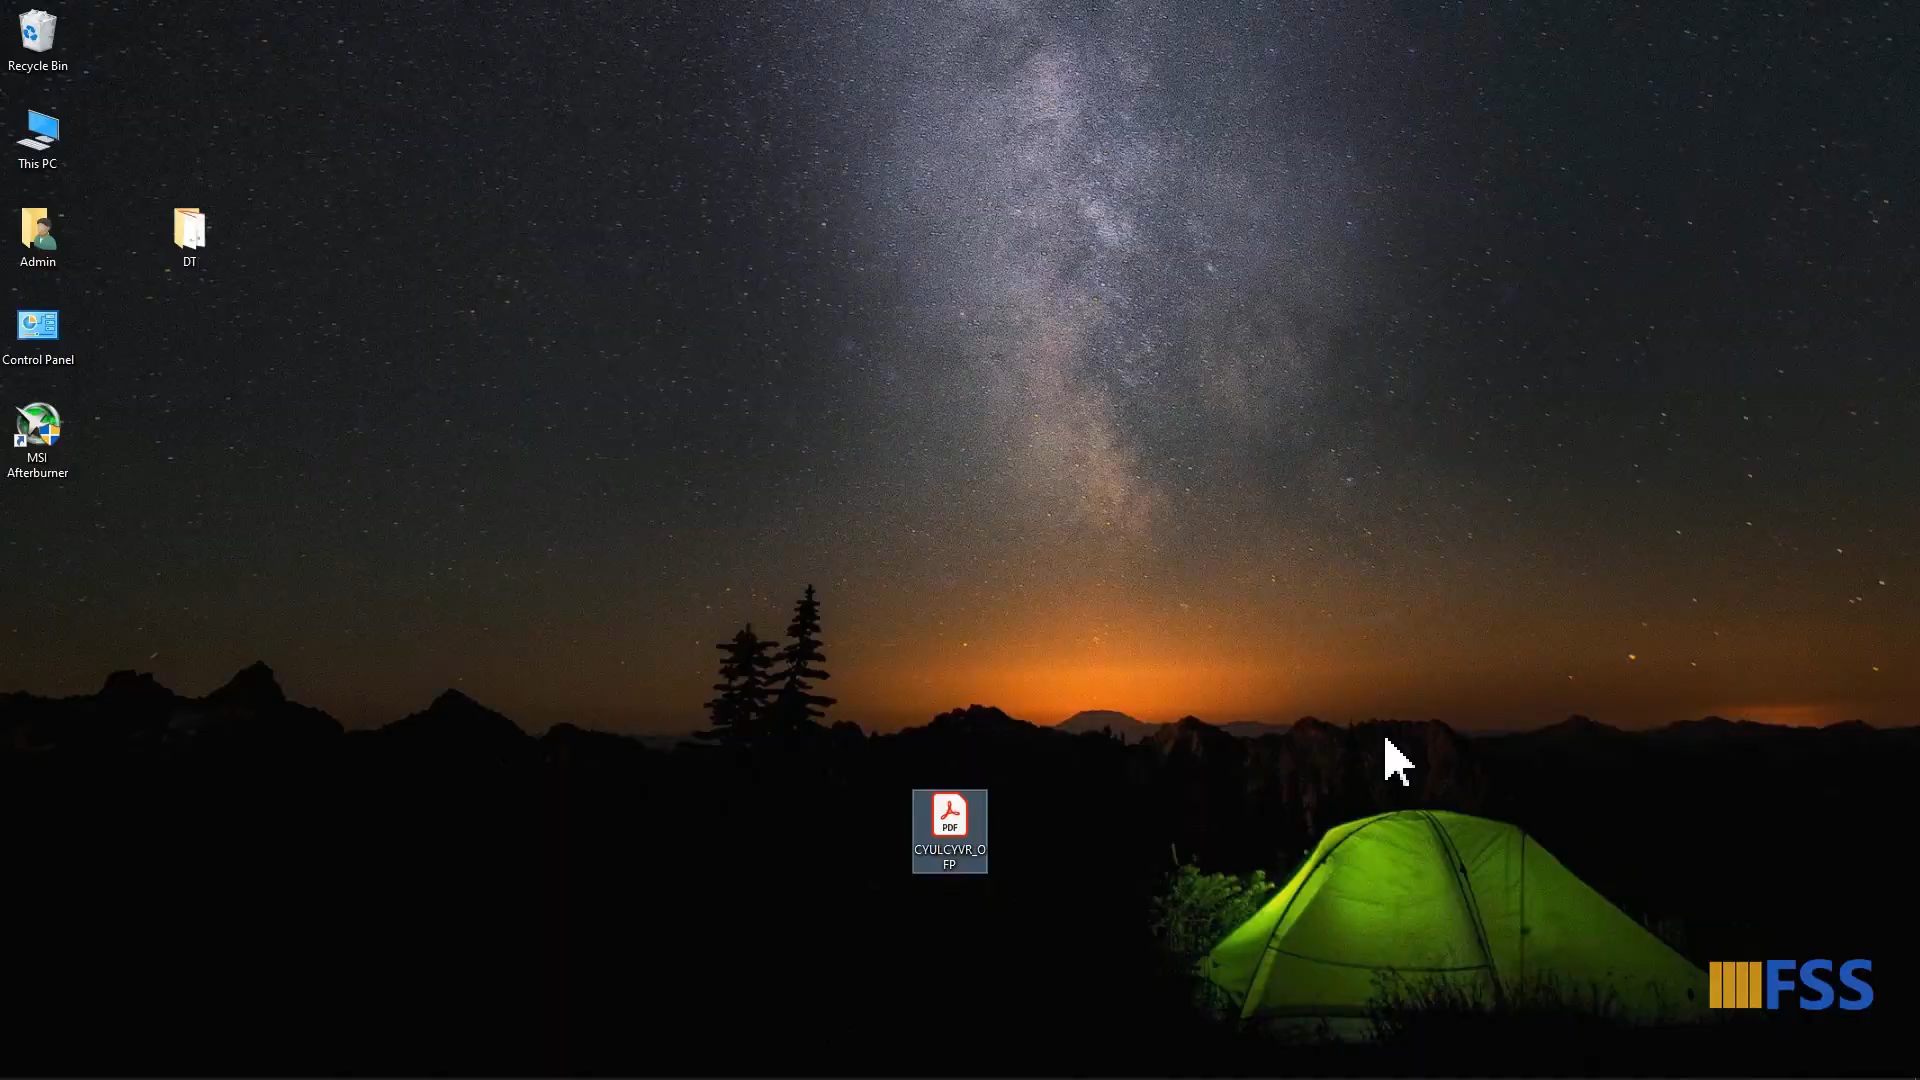 Recycle Bin
This PC
Admin
DT
Control Panel
MSI
Afterburner
PDF
CYULCYVR_O
FP
FSS